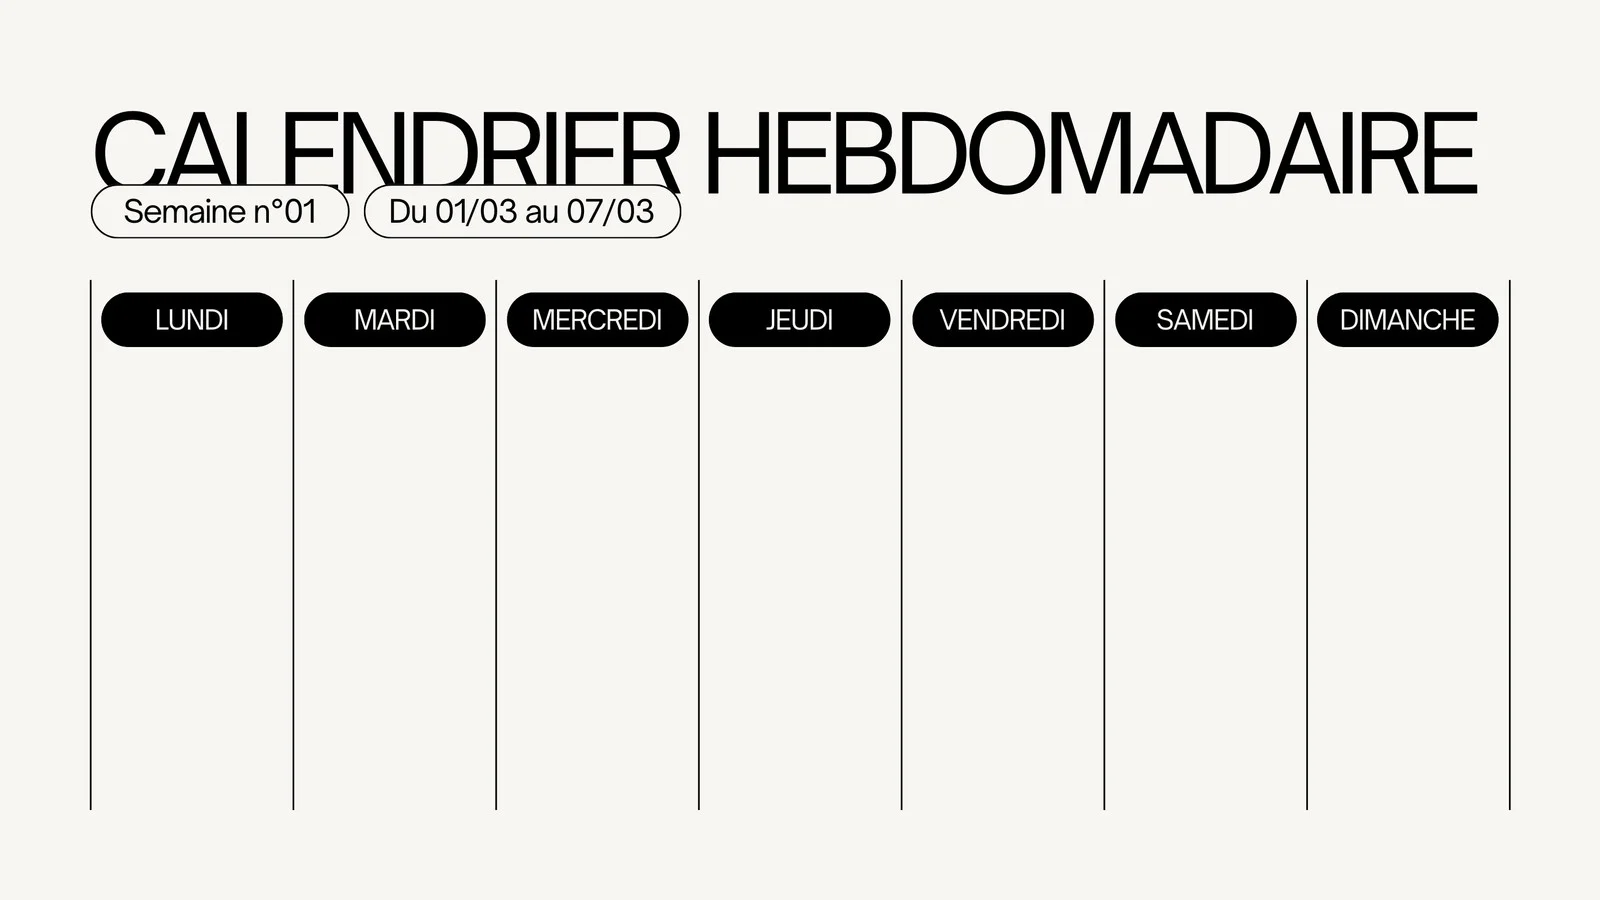 CALENDRIER HEBDOMADAIRE
Semaine n°01 Du 01/03 au 07/03
LUNDI MARDI MERCREDI JEUDI VENDREDI SAMEDI DIMANCHE